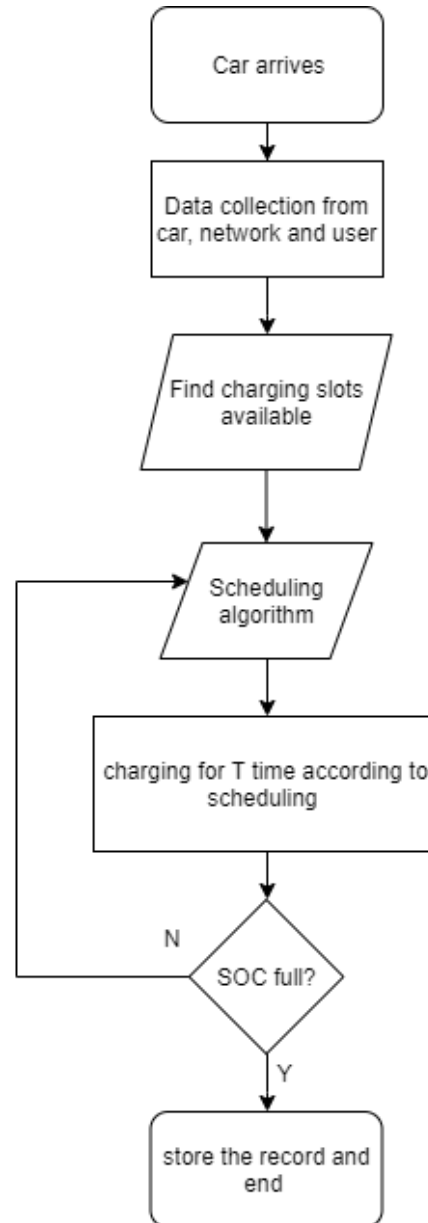 Car arrives
Data collection from
car, network and user
Find charging slots
available
Scheduling
algorithm
charging for T time according to
scheduling
N
SOC full?
Y
store the record and
end